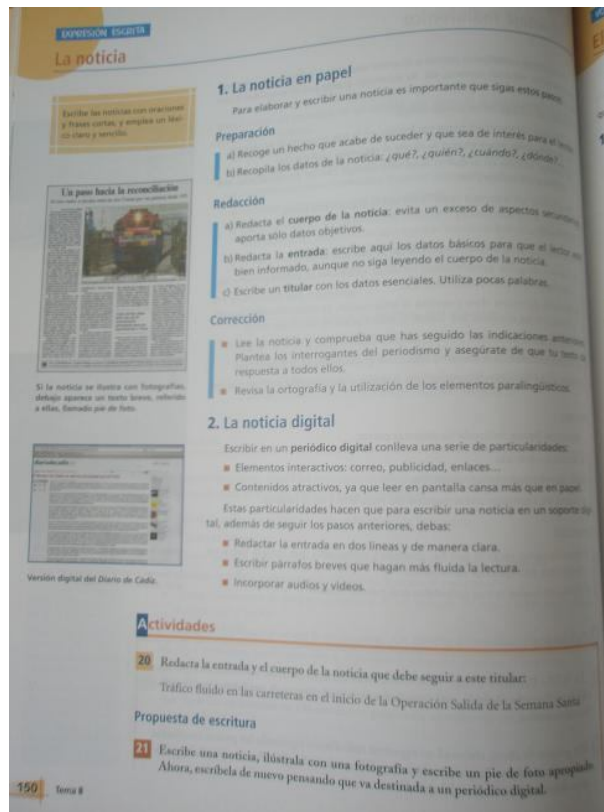 EXPRESIÓN ESCRITA
La noticia
Escribe las noticias con oraciones
y frases cortas, y emplea un léxi-
co claro y sencillo.
Un paso hacia la reconciliación
Si la noticia se ilustra con fotografías,
debajo aparece un texto breve, referido
a ellas, llamado pie de foto.
Versión digital del Diario de Cádiz.
1. La noticia en papel
Para elaborar y escribir una noticia es importante que sigas estos pasos.
Preparación
a) Recoge un hecho que acabe de suceder y que sea de interés para el
b) Recopila los datos de la noticia: ¿qué?, ¿quién?, ¿cuándo?, ¿dónde?...
Redacción
a) Redacta el cuerpo de la noticia: evita un exceso de aspectos
aporta sólo datos objetivos.
b) Redacta la entrada: escribe aquí los datos básicos para que el lector
bien informado, aunque no siga leyendo el cuerpo de la noticia.
c) Escribe un titular con los datos esenciales. Utiliza pocas palabras.
Corrección
Lee la noticia y comprueba que has seguido las indicaciones
Plantea los interrogantes del periodismo y asegúrate de que tu texto
respuesta a todos ellos.
Revisa la ortografía y la utilización de los elementos paralingüísticos.
2. La noticia digital
Escribir en un periódico digital conlleva una serie de particularidades:
Elementos interactivos: correo, publicidad, enlaces...
Contenidos atractivos, ya que leer en pantalla cansa más que en papel.
Estas particularidades hacen que para escribir una noticia en un soporte
tal, además de seguir los pasos anteriores, debas:
Redactar la entrada en dos líneas y de manera clara.
Escribir párrafos breves que hagan más fluida la lectura.
Incorporar audios y vídeos.
Actividades
20 Redacta la entrada y el cuerpo de la noticia que debe seguir a este titular:
Tráfico fluido en las carreteras en el inicio de la Operación Salida de la Semana Santa
Propuesta de escritura
21 Escribe una noticia, ilústrala con una fotografía y escribe un pie de foto apropiado.
Ahora, escríbela de nuevo pensando que va destinada a un periódico digital.
150 Tema 8